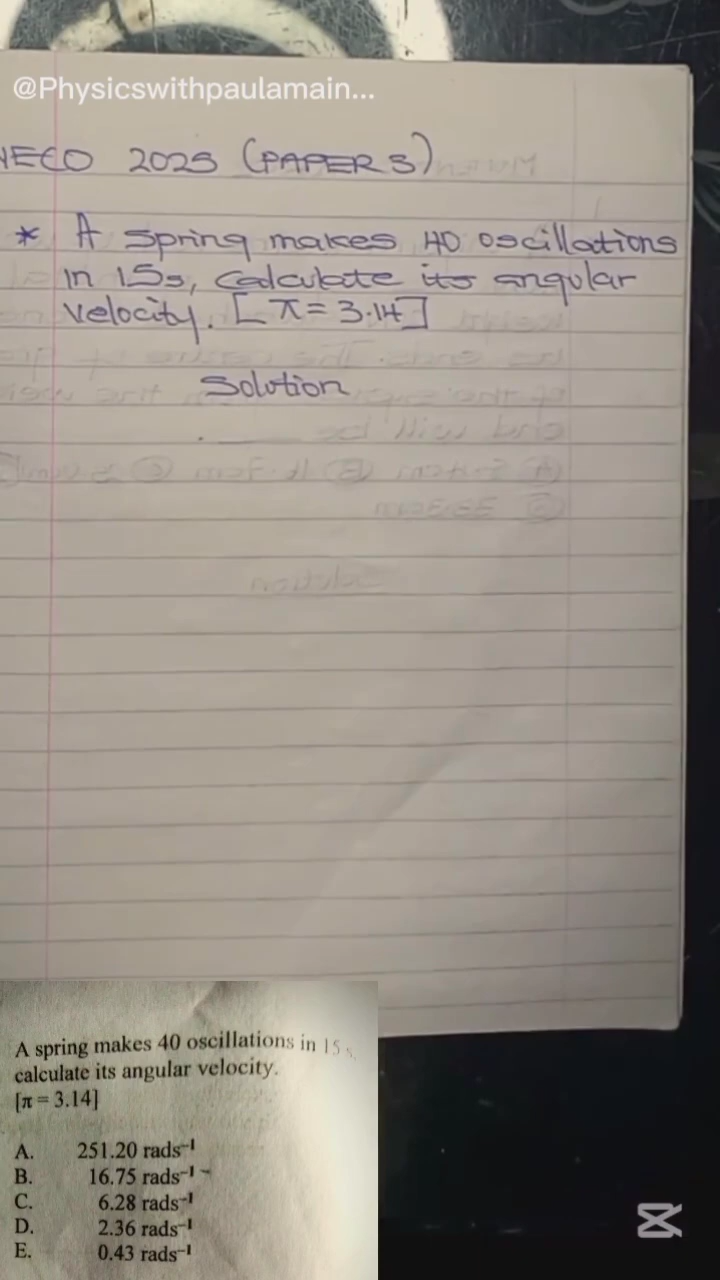 @Physicswithpaulamain...
NECO 2025 (PAPER 3)
* A spring makes 40 oscillations
in 15s, calculate its angular
velocity. [π = 3.14]
Solution
A spring makes 40 oscillations in 15 s,
calculate its angular velocity.
[π = 3.14]
A. 251.20 rads⁻¹
B. 16.75 rads⁻¹
C. 6.28 rads⁻¹
D. 2.36 rads⁻¹
E. 0.43 rads⁻¹